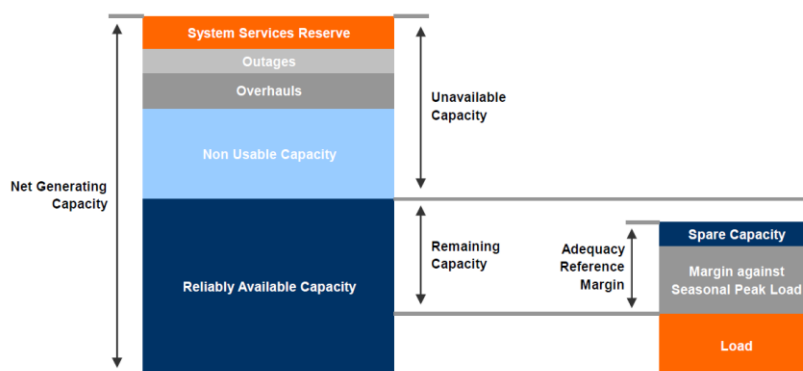 System Services Reserve
Outages
Overhauls
Non Usable Capacity
Reliably Available Capacity
Net Generating
Capacity
Unavailable
Capacity
Remaining
Capacity
Adequacy
Reference
Margin
Spare Capacity
Margin against
Seasonal Peak Load
Load